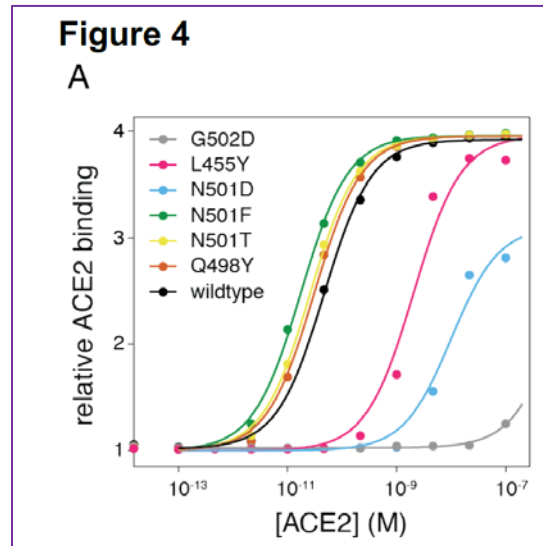 Figure 4
A
4
3
2
1
relative ACE2 binding
G502D
L455Y
N501D
N501F
N501T
Q498Y
wildtype
10-13 10-11 10-9 10-7
[ACE2] (M)